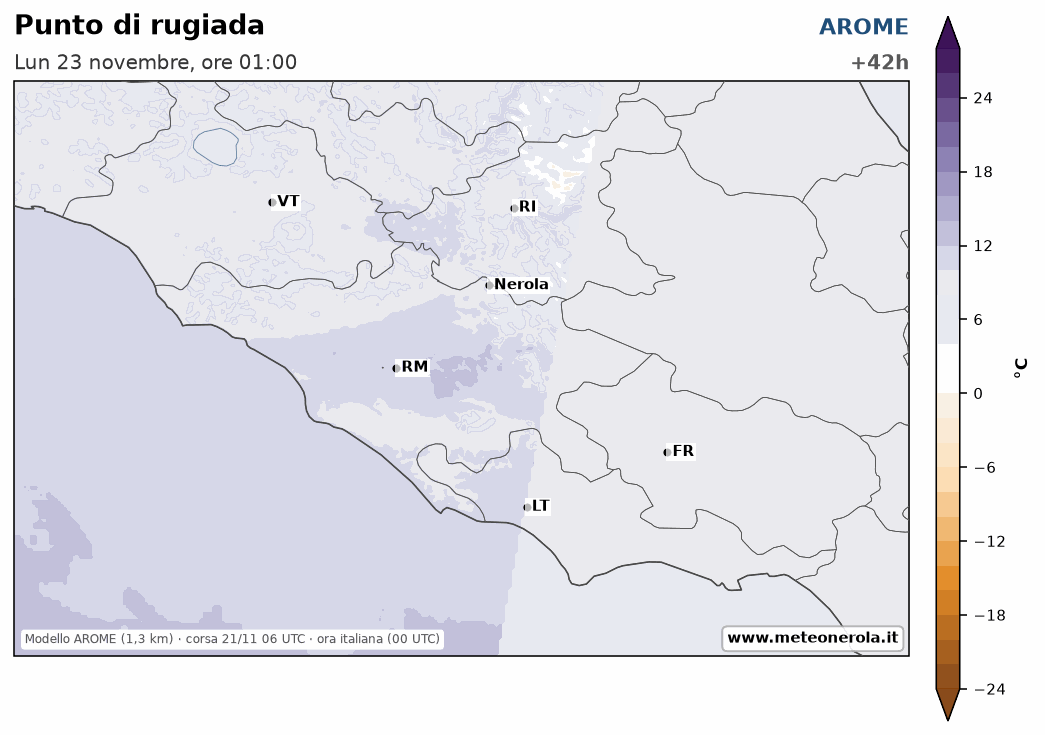 Punto di rugiada
AROME
Lun 23 novembre, ore 01:00
+42h
VT
RI
Nerola
RM
FR
LT
24
18
12
6
0
−6
−12
−18
−24
°C
Modello AROME (1,3 km) · corsa 21/11 06 UTC · ora italiana (00 UTC)
www.meteonerola.it